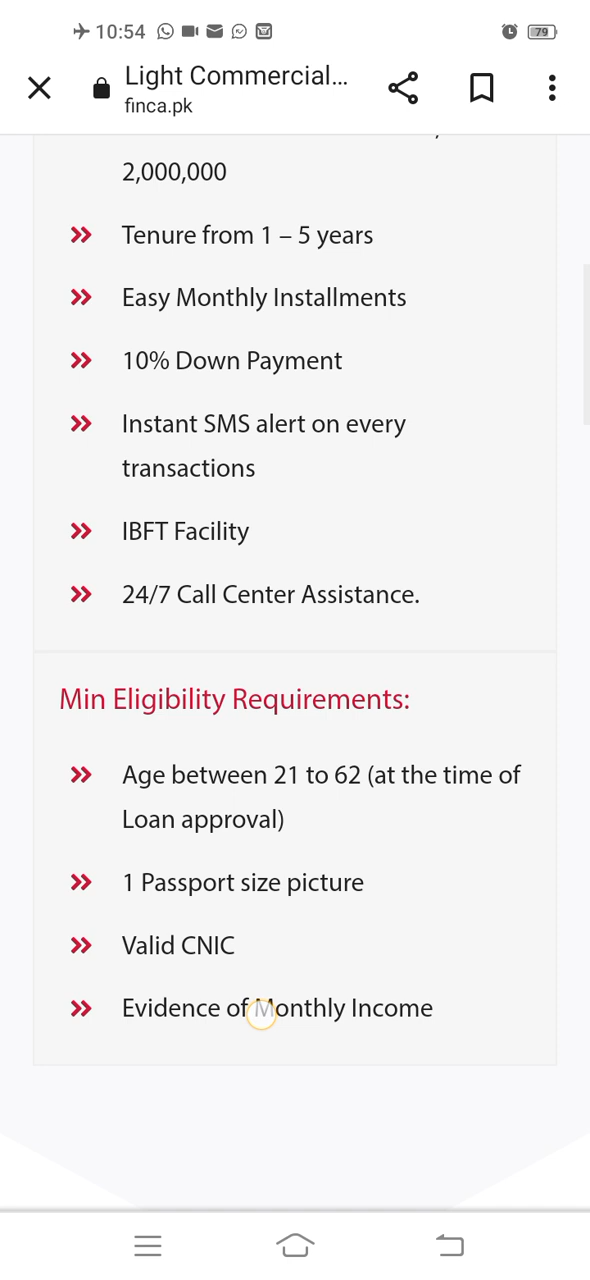 10:54
79
Light Commercial...
finca.pk
2,000,000
Tenure from 1 – 5 years
Easy Monthly Installments
10% Down Payment
Instant SMS alert on every
transactions
IBFT Facility
24/7 Call Center Assistance.
Min Eligibility Requirements:
Age between 21 to 62 (at the time of
Loan approval)
1 Passport size picture
Valid CNIC
Evidence of Monthly Income